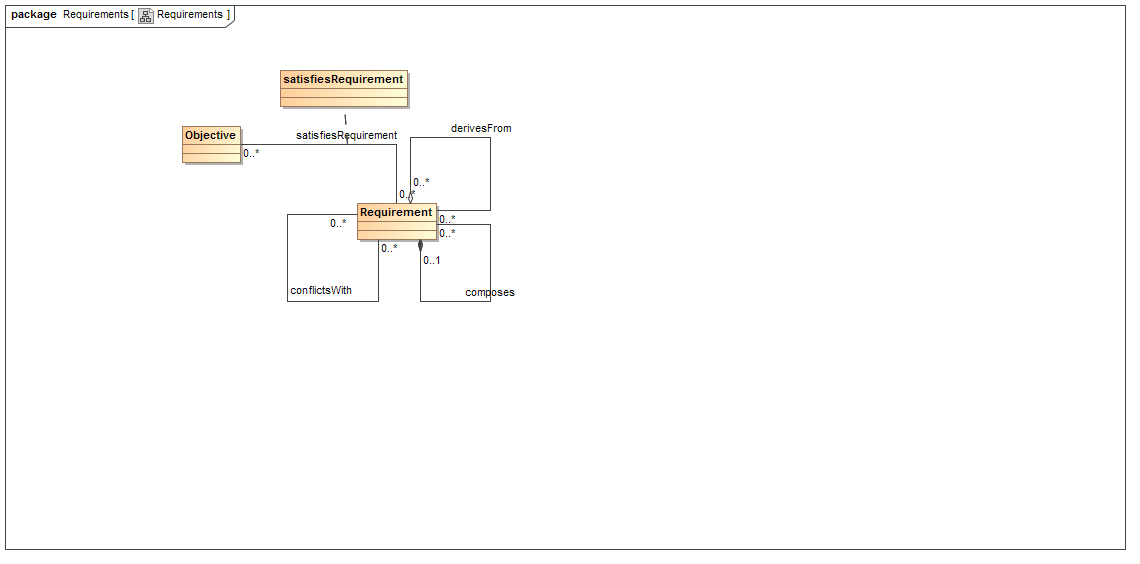 package Requirements [ Requirements ]
satisfiesRequirement
derivesFrom
Objective
satisfiesRequirement
0..*
0..*
0..*
Requirement
0..*
0..*
0..*
0..*
0..1
conflictsWith
composes